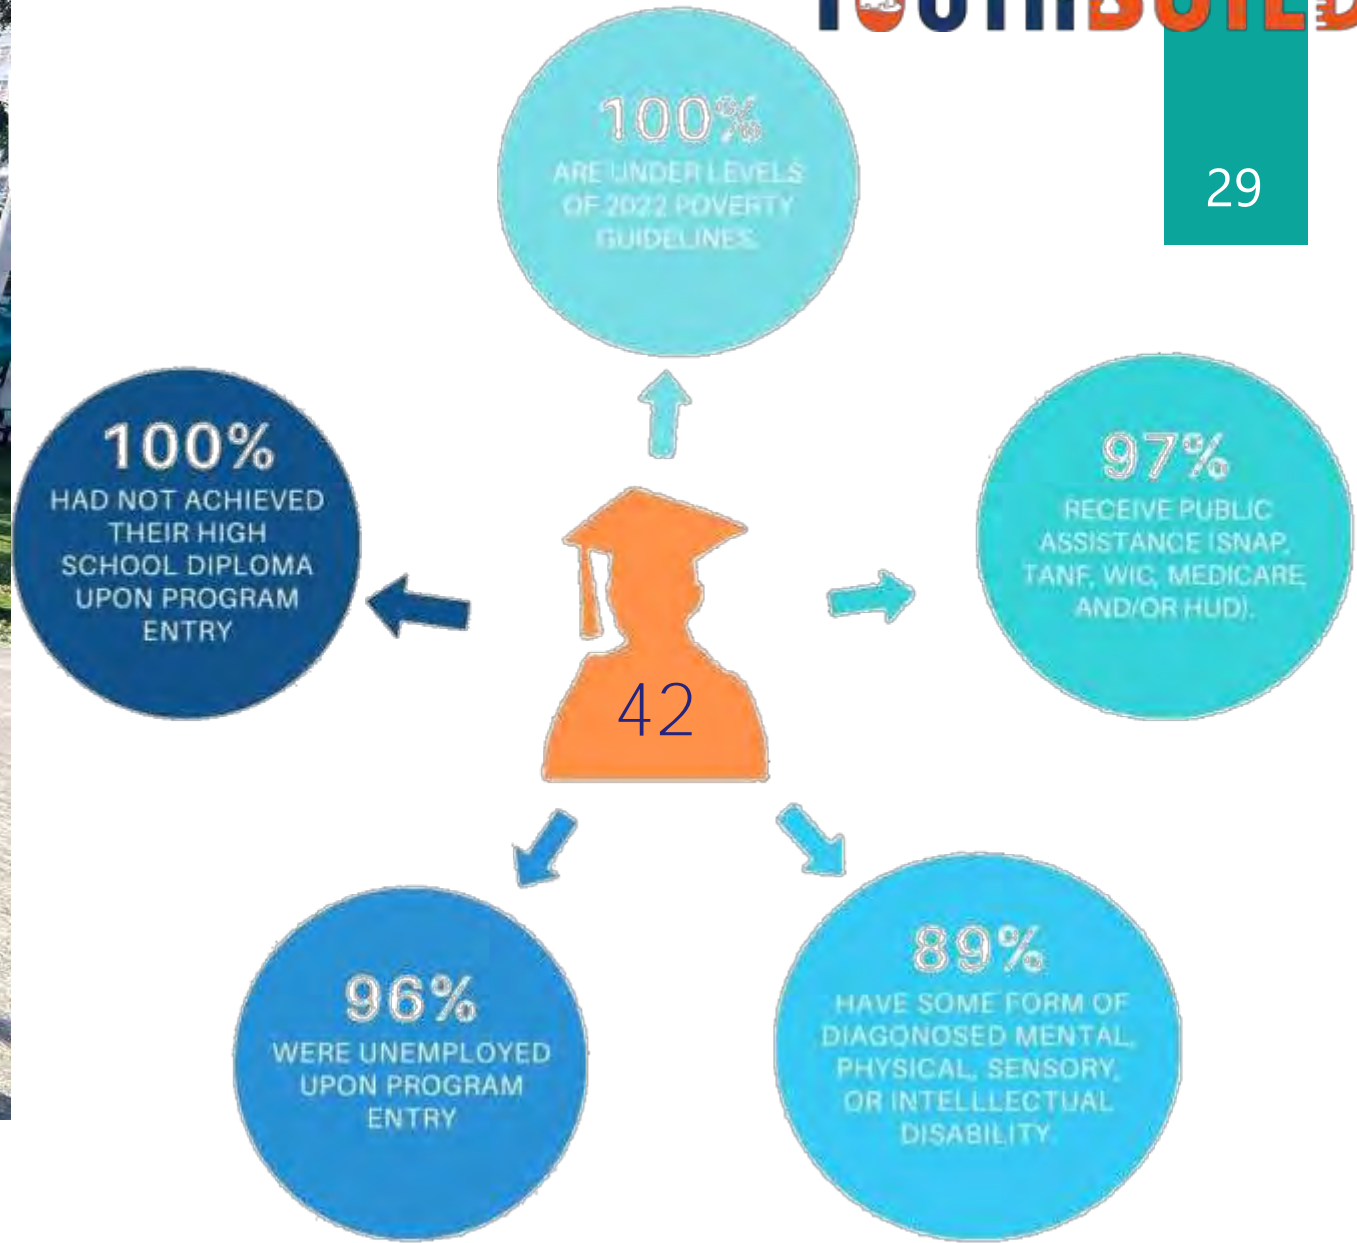 YOUTHBUILD
29
100%
ARE UNDER LEVELS
OF 2022 POVERTY
GUIDELINES.
100%
HAD NOT ACHIEVED
THEIR HIGH
SCHOOL DIPLOMA
UPON PROGRAM
ENTRY
97%
RECEIVE PUBLIC
ASSISTANCE (SNAP,
TANF, WIC, MEDICARE
AND/OR HUD).
42
96%
WERE UNEMPLOYED
UPON PROGRAM
ENTRY
89%
HAVE SOME FORM OF
DIAGONOSED MENTAL,
PHYSICAL, SENSORY,
OR INTELLLECTUAL
DISABILITY.